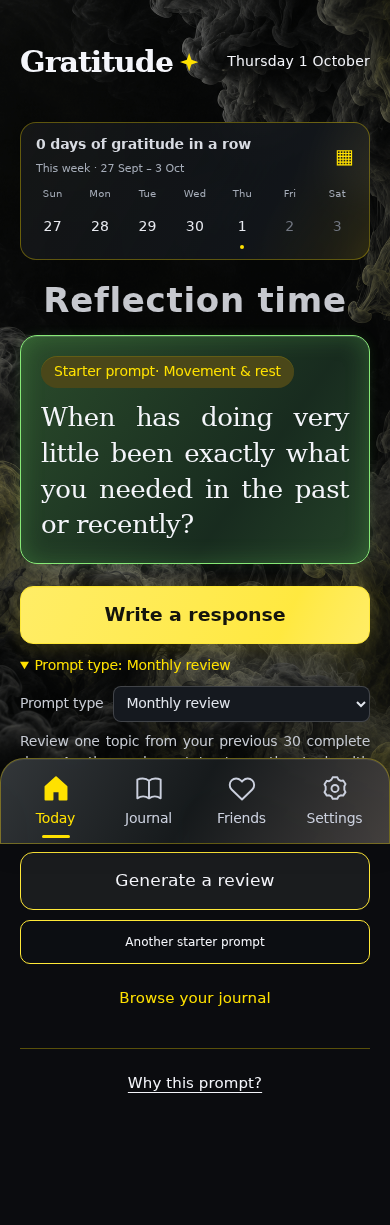 Gratitude
Thursday 1 October
0 days of gratitude in a row
This week · 27 Sept – 3 Oct
Sun Mon Tue Wed Thu Fri Sat
27 28 29 30 1 2 3
Reflection time
Starter prompt· Movement & rest
When has doing very
little been exactly what
you needed in the past
or recently?
Write a response
▾ Prompt type: Monthly review
Prompt type Monthly review
Review one topic from your previous 30 complete
Today Journal Friends Settings
Generate a review
Another starter prompt
Browse your journal
Why this prompt?